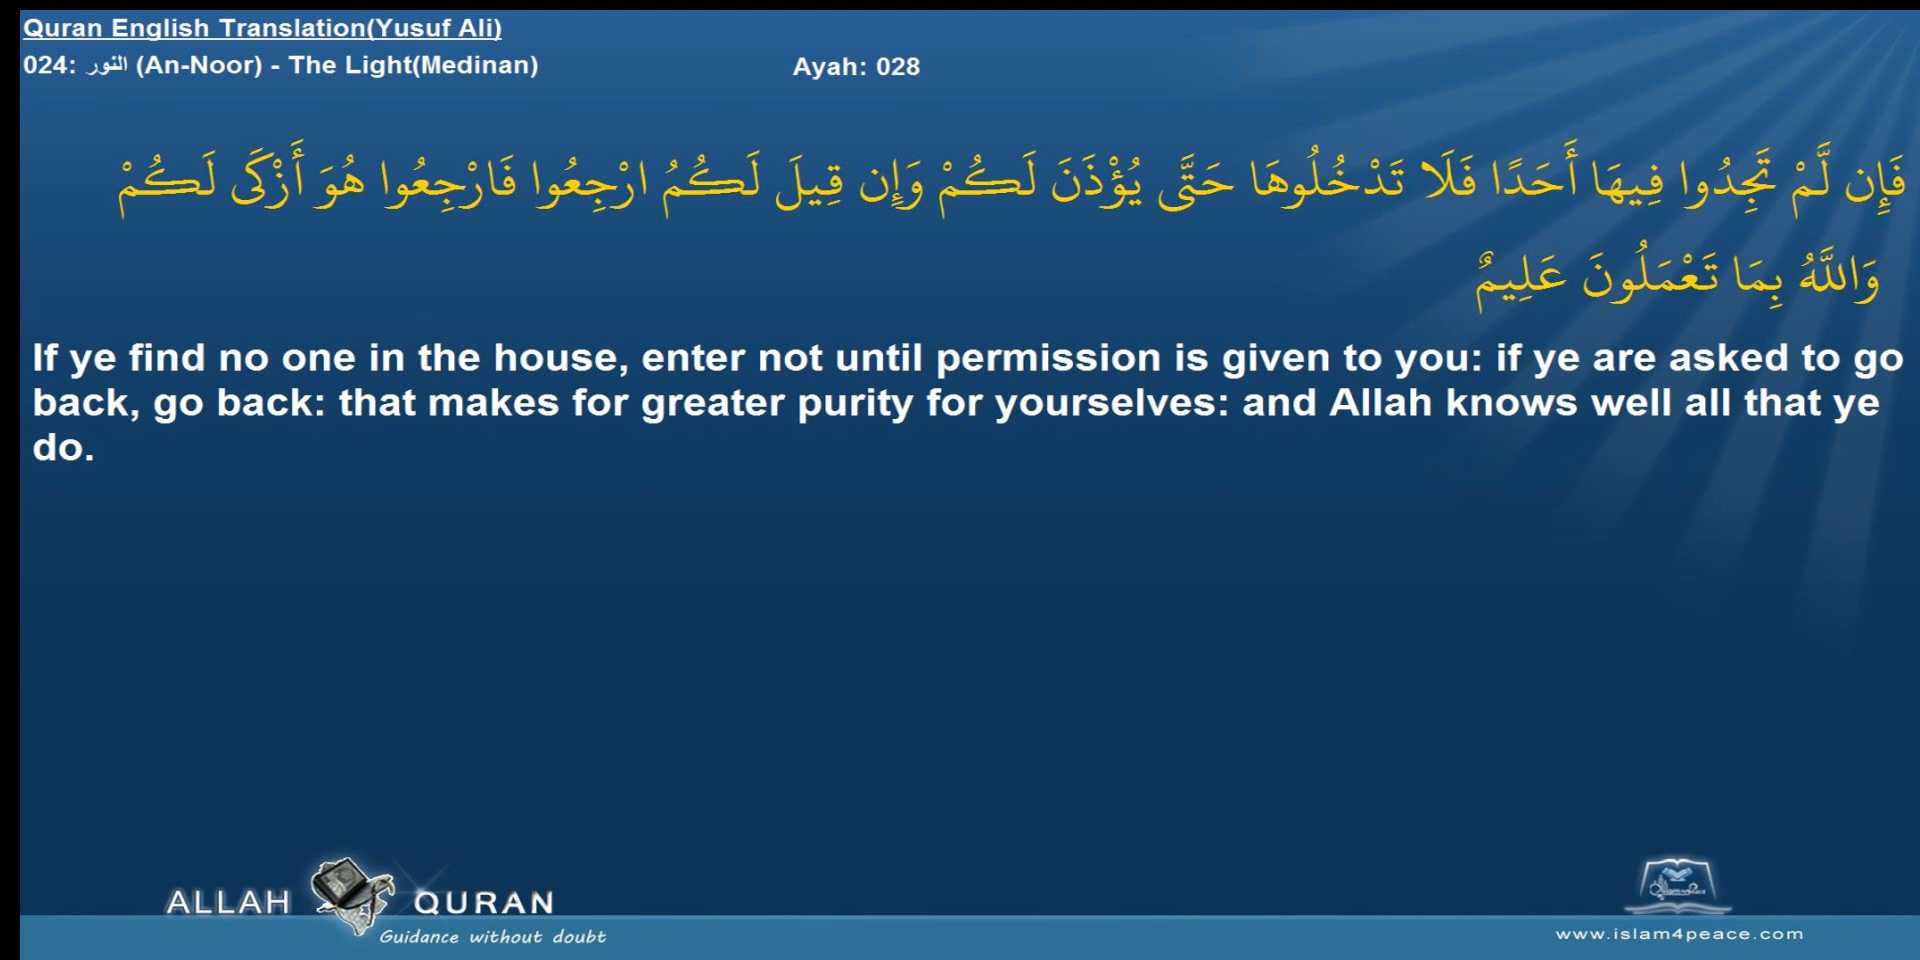 Quran English Translation(Yusuf Ali)
024: النور (An-Noor) - The Light(Medinan) Ayah: 028
فَإِن لَّمْ تَجِدُوا فِيهَا أَحَدًا فَلَا تَدْخُلُوهَا حَتَّى يُؤْذَنَ لَكُمْ وَإِن قِيلَ لَكُمُ ارْجِعُوا فَارْجِعُوا هُوَ أَزْكَى لَكُمْ
وَاللَّهُ بِمَا تَعْمَلُونَ عَلِيمٌ
If ye find no one in the house, enter not until permission is given to you: if ye are asked to go
back, go back: that makes for greater purity for yourselves: and Allah knows well all that ye
do.
ALLAH QURAN
Guidance without doubt
www.islam4peace.com